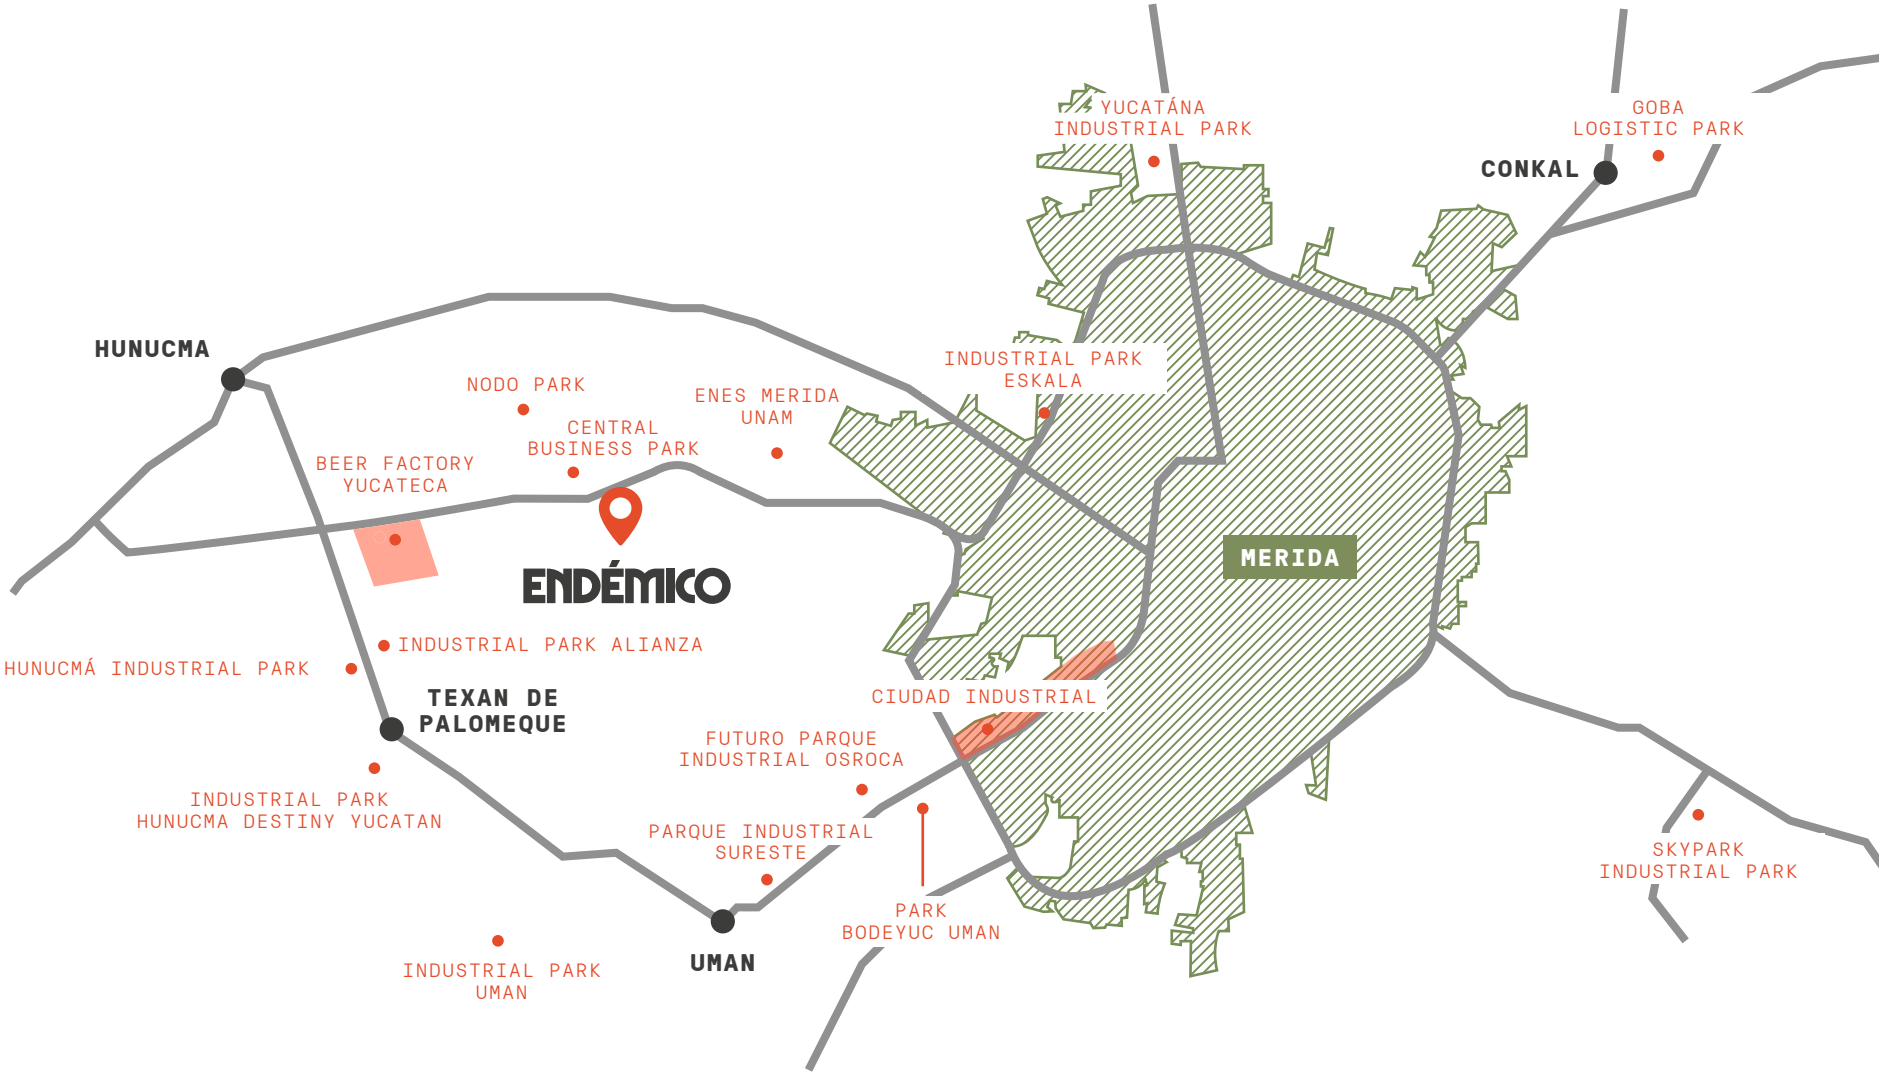 YUCATÁNA
INDUSTRIAL PARK
GOBA
LOGISTIC PARK
CONKAL
HUNUCMA
INDUSTRIAL PARK
ESKALA
NODO PARK
ENES MERIDA
UNAM
CENTRAL
BUSINESS PARK
BEER FACTORY
YUCATECA
MERIDA
ENDÉMICO
INDUSTRIAL PARK ALIANZA
HUNUCMÁ INDUSTRIAL PARK
TEXAN DE
PALOMEQUE
CIUDAD INDUSTRIAL
FUTURO PARQUE
INDUSTRIAL OSROCA
INDUSTRIAL PARK
HUNUCMA DESTINY YUCATAN
PARQUE INDUSTRIAL
SURESTE
SKYPARK
INDUSTRIAL PARK
PARK
BODEYUC UMAN
UMAN
INDUSTRIAL PARK
UMAN